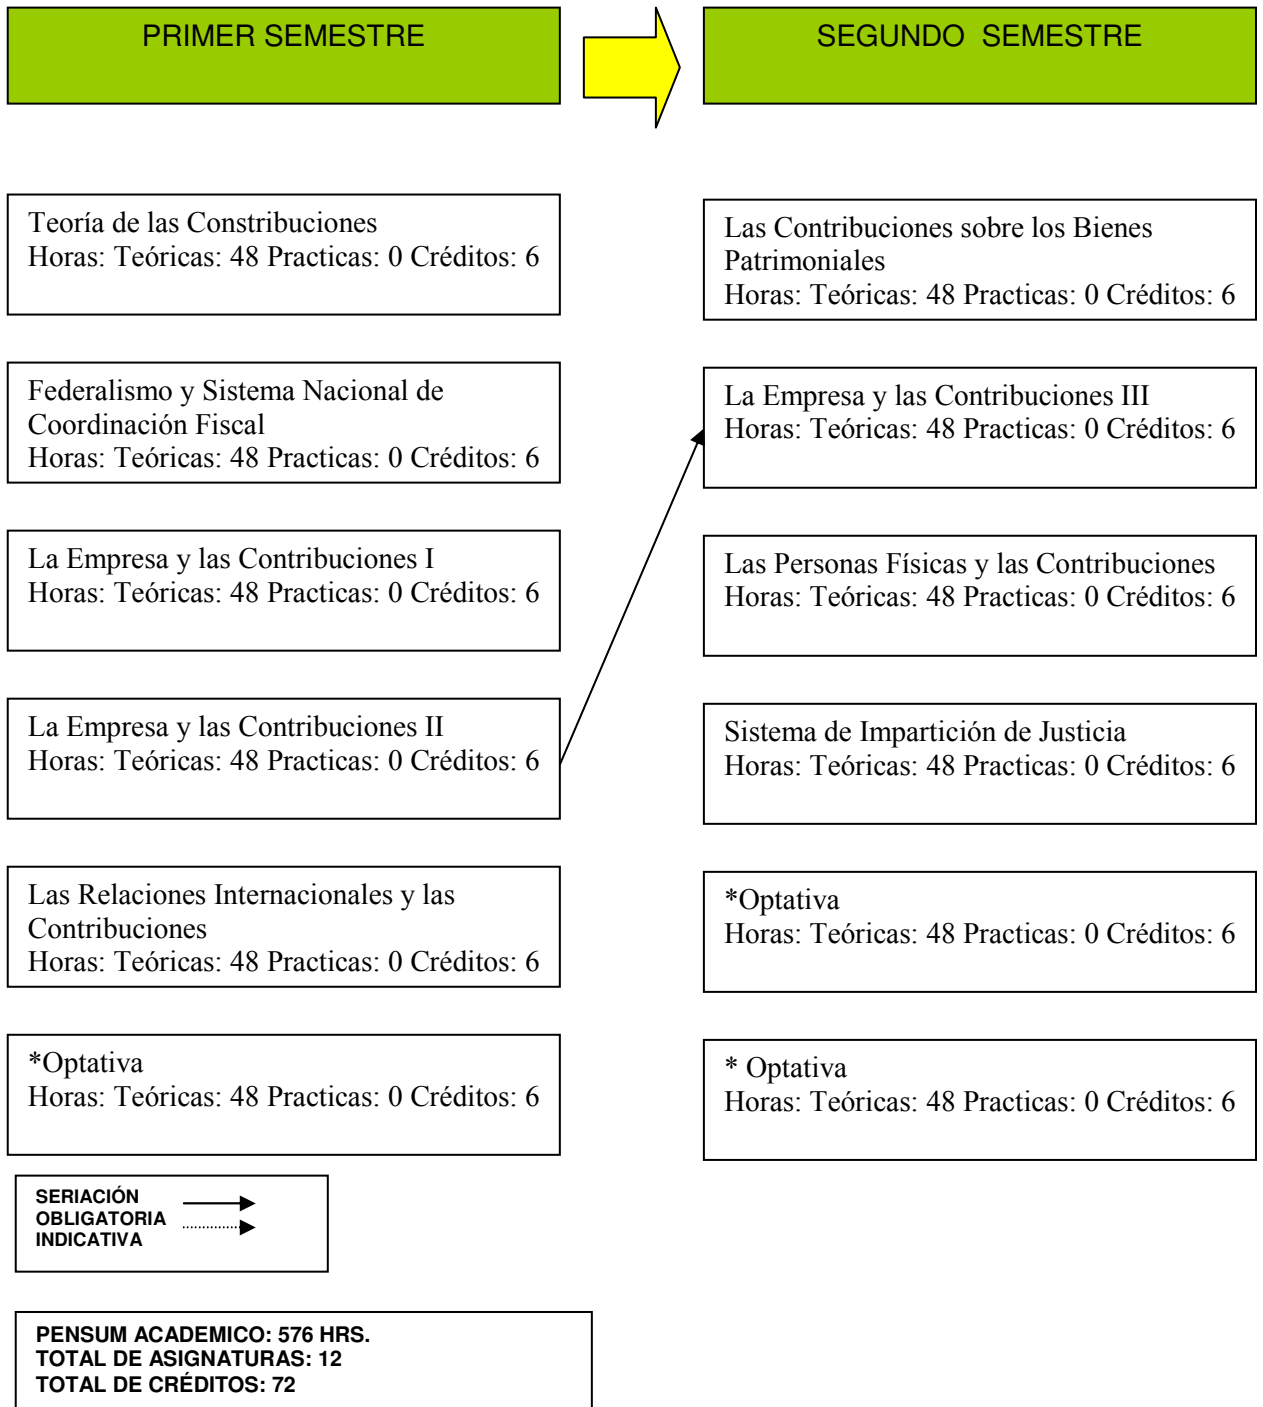 PRIMER SEMESTRE
SEGUNDO SEMESTRE
Teoría de las Constribuciones
Horas: Teóricas: 48 Practicas: 0 Créditos: 6
Federalismo y Sistema Nacional de
Coordinación Fiscal
Horas: Teóricas: 48 Practicas: 0 Créditos: 6
La Empresa y las Contribuciones I
Horas: Teóricas: 48 Practicas: 0 Créditos: 6
La Empresa y las Contribuciones II
Horas: Teóricas: 48 Practicas: 0 Créditos: 6
Las Relaciones Internacionales y las
Contribuciones
Horas: Teóricas: 48 Practicas: 0 Créditos: 6
*Optativa
Horas: Teóricas: 48 Practicas: 0 Créditos: 6
Las Contribuciones sobre los Bienes
Patrimoniales
Horas: Teóricas: 48 Practicas: 0 Créditos: 6
La Empresa y las Contribuciones III
Horas: Teóricas: 48 Practicas: 0 Créditos: 6
Las Personas Físicas y las Contribuciones
Horas: Teóricas: 48 Practicas: 0 Créditos: 6
Sistema de Impartición de Justicia
Horas: Teóricas: 48 Practicas: 0 Créditos: 6
*Optativa
Horas: Teóricas: 48 Practicas: 0 Créditos: 6
* Optativa
Horas: Teóricas: 48 Practicas: 0 Créditos: 6
SERIACIÓN
OBLIGATORIA
INDICATIVA
PENSUM ACADEMICO: 576 HRS.
TOTAL DE ASIGNATURAS: 12
TOTAL DE CRÉDITOS: 72